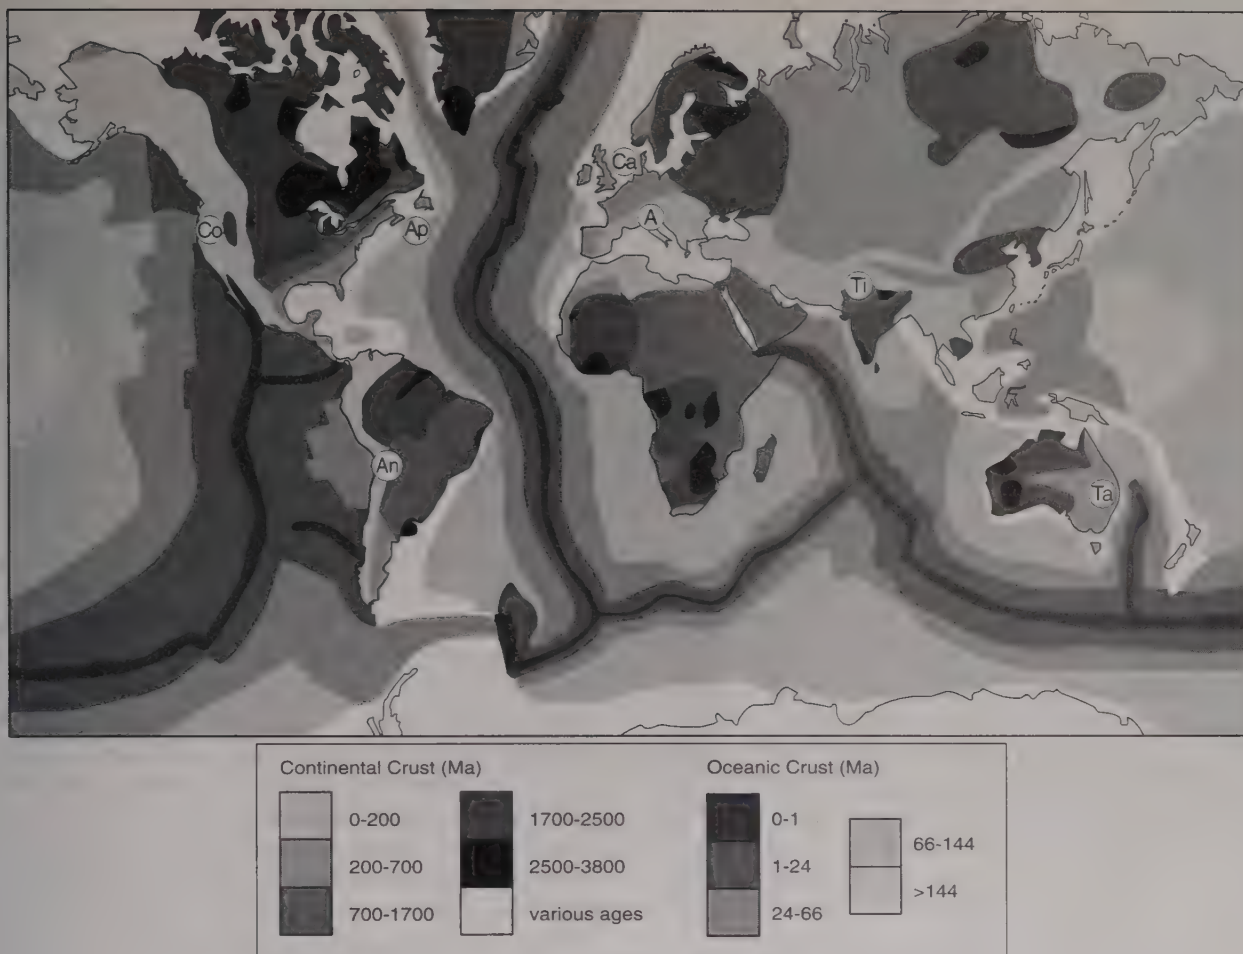 Co
Ap
Ca
A
Ti
An
Ta
Continental Crust (Ma)
0-200
200-700
700-1700
1700-2500
2500-3800
various ages
Oceanic Crust (Ma)
0-1
1-24
24-66
66-144
>144